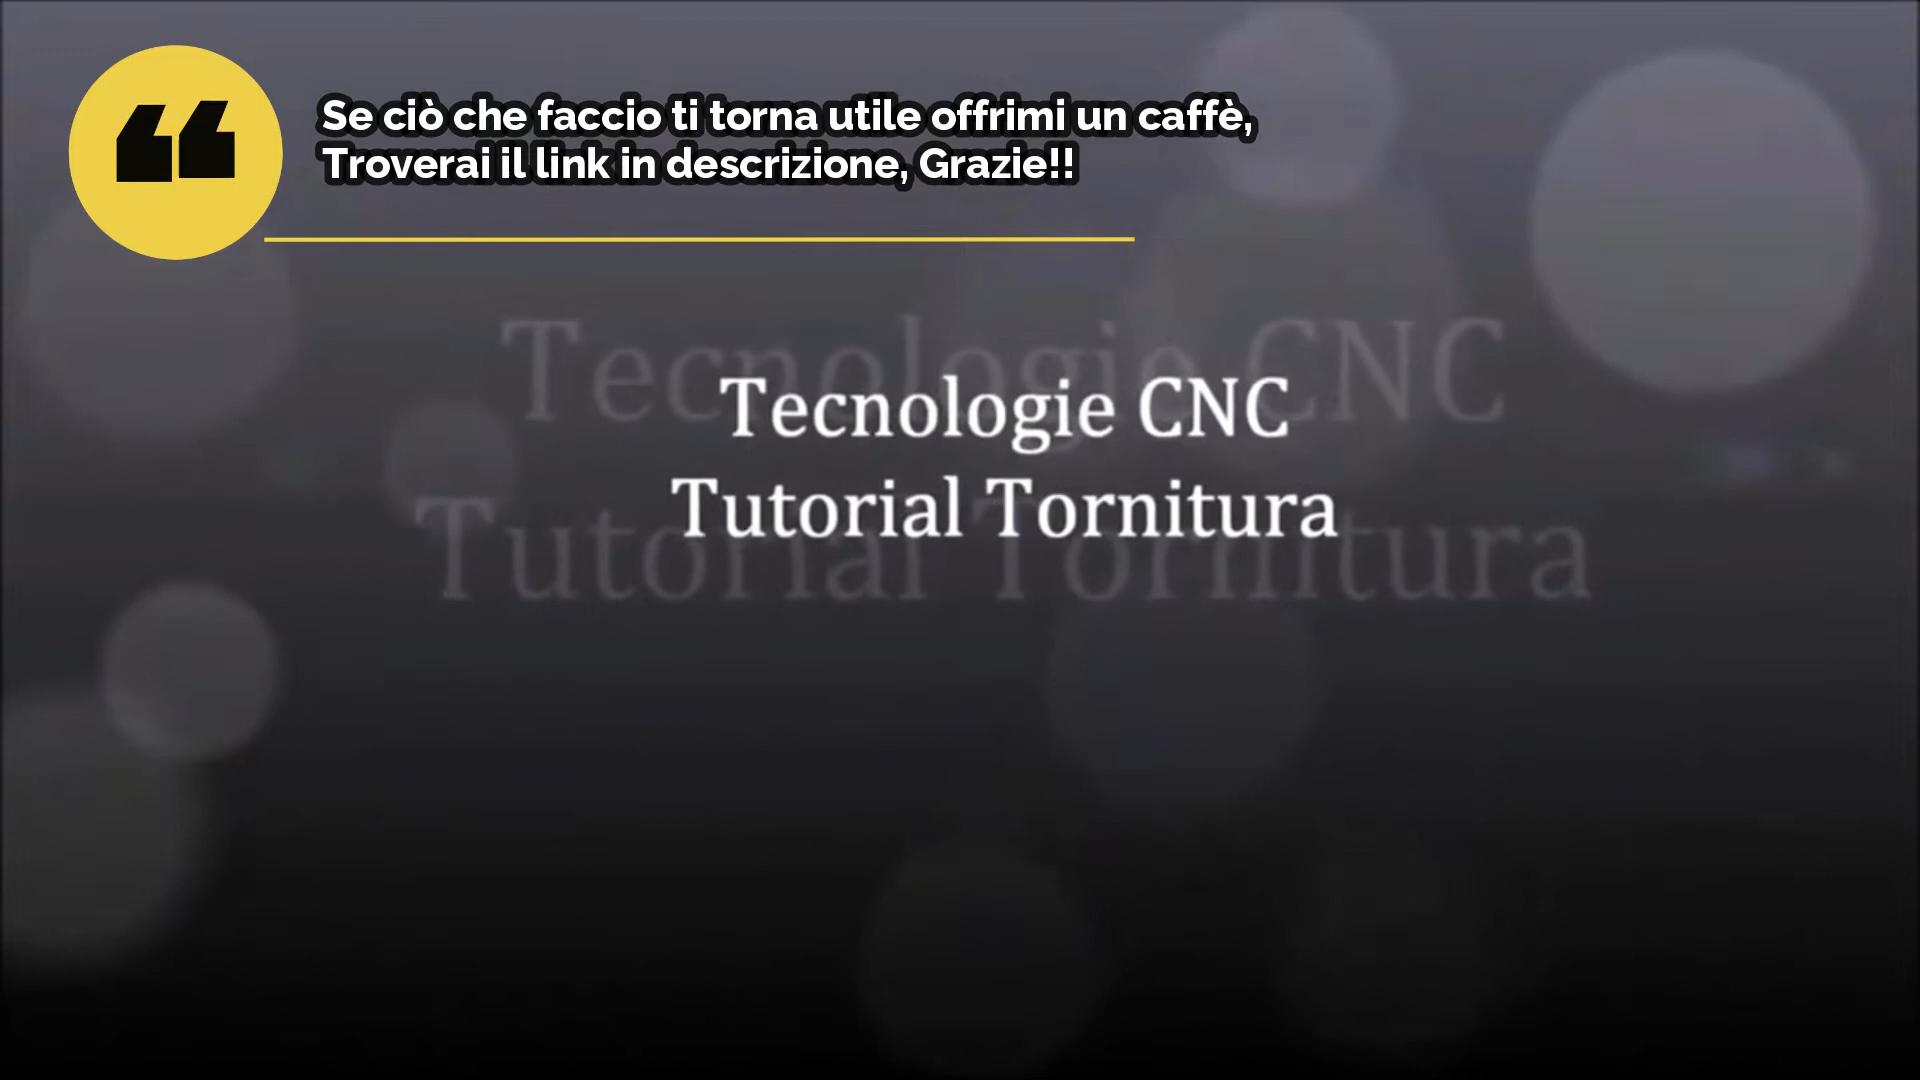 Se ciò che faccio ti torna utile offrimi un caffè,
Troverai il link in descrizione, Grazie!!
Tecnologie CNC
Tutorial Tornitura